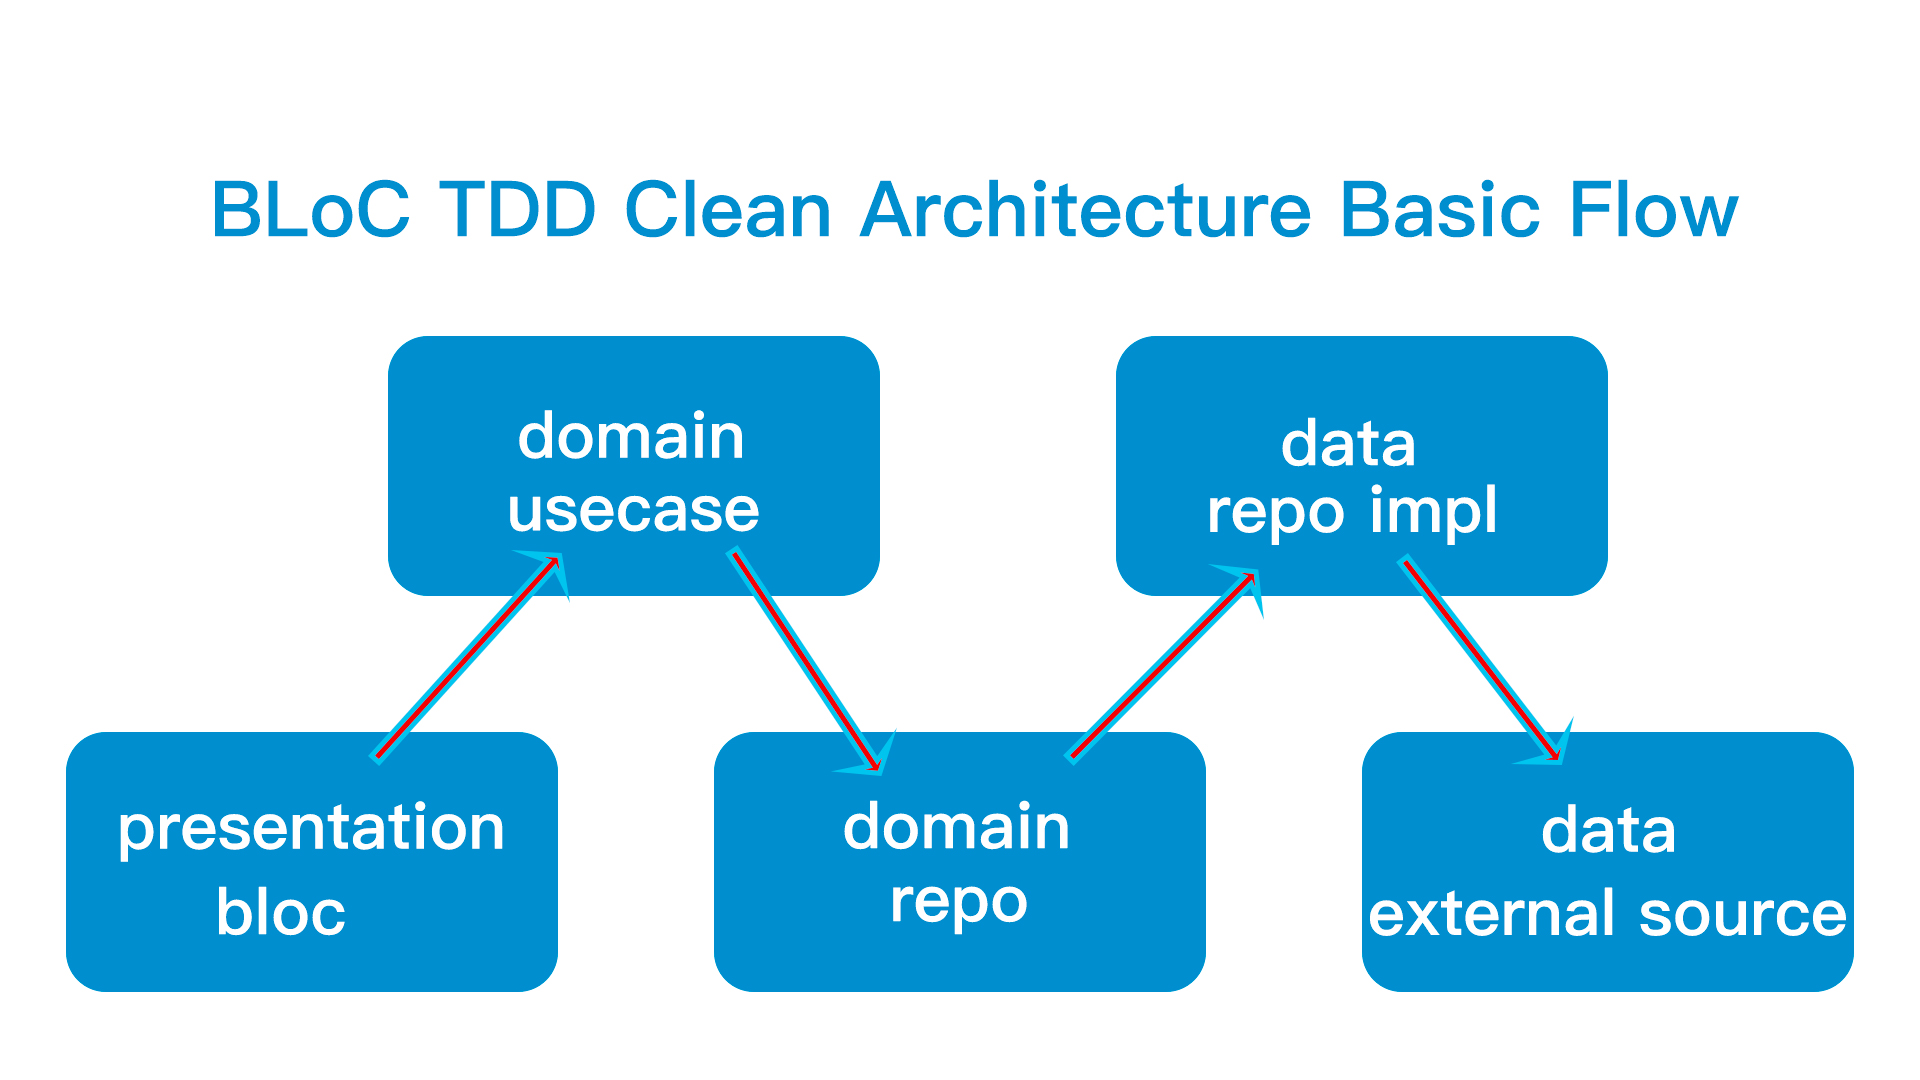 BLoC TDD Clean Architecture Basic Flow
domain
usecase
data
repo impl
presentation
bloc
domain
repo
data
external source